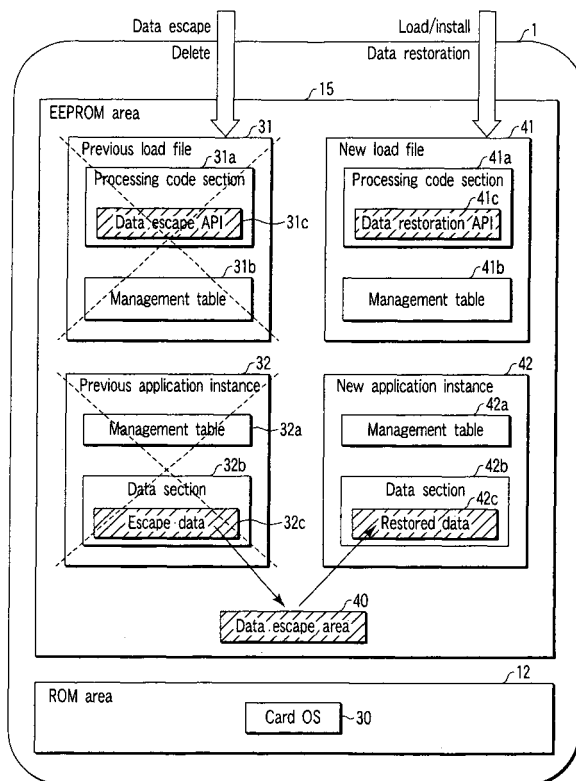 Data escape
Delete
Load/install
Data restoration
1
15
EEPROM area
31
Previous load file
31a
Processing code section
Data escape API
31c
31b
Management table
41
New load file
41a
Processing code section
41c
Data restoration API
41b
Management table
32
Previous application instance
Management table
32a
32b
Data section
Escape data
32c
42
New application instance
42a
Management table
42b
Data section
42c
Restored data
40
Data escape area
12
ROM area
Card OS
30